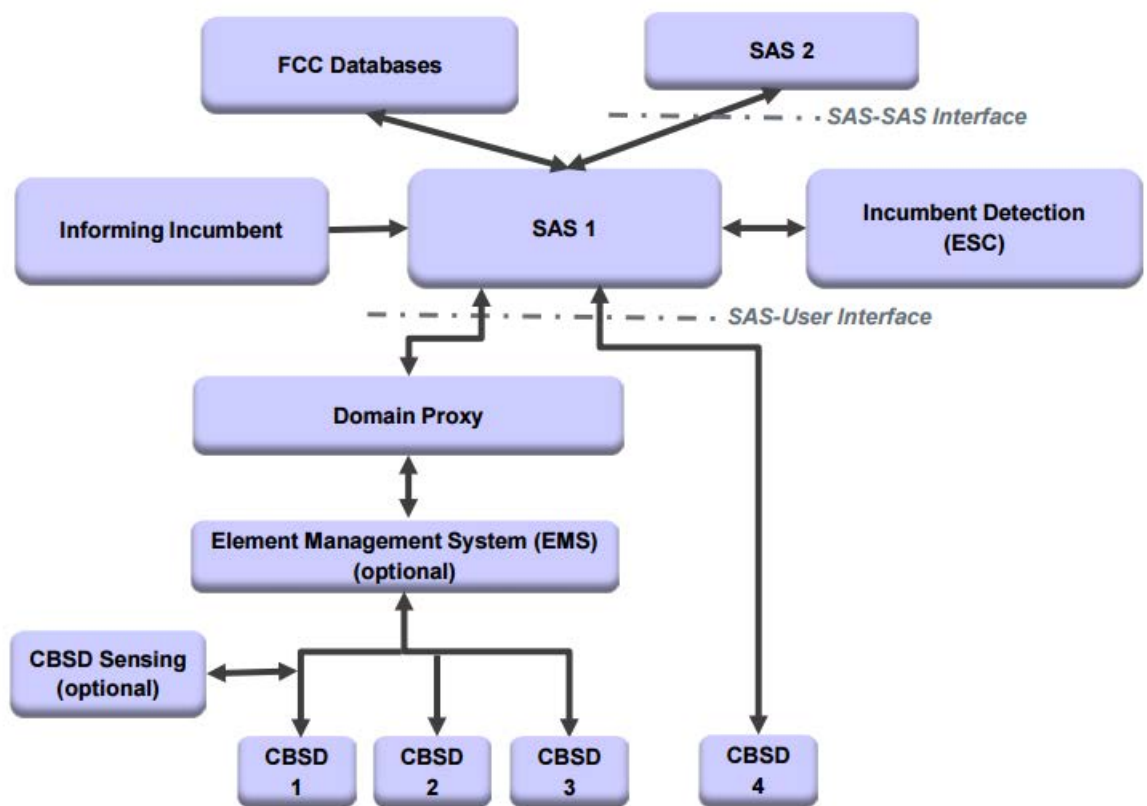 FCC Databases
SAS 2
SAS-SAS Interface
Informing Incumbent
SAS 1
Incumbent Detection
(ESC)
SAS-User Interface
Domain Proxy
Element Management System (EMS)
(optional)
CBSD Sensing
(optional)
CBSD
1
CBSD
2
CBSD
3
CBSD
4